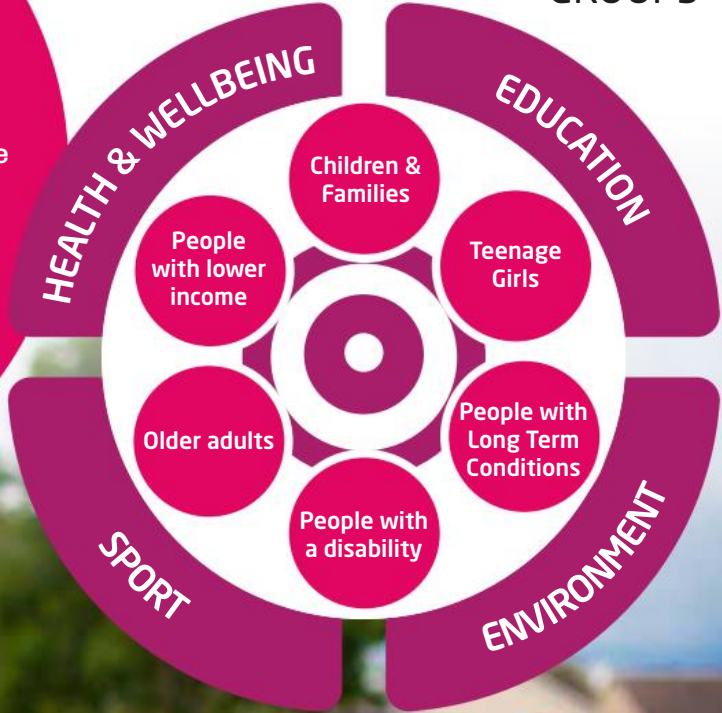 HEALTH & WELLBEING
EDUCATION
Children &
Families
People
with lower
income
Teenage
Girls
Older adults
People with
Long Term
Conditions
People with
a disability
SPORT
ENVIRONMENT